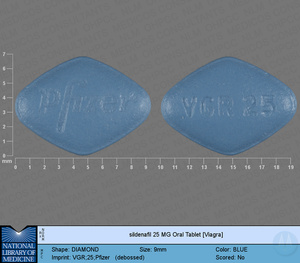 Pfizer
VGR 25
7
6
5
4
3
2
1
0
mm
0 1 2 3 4 5 6 7 8 9 10 11 12 13 14 15 16 17 18 19
sildenafil 25 MG Oral Tablet [Viagra]
Shape: DIAMOND Size: 9mm Color: BLUE
Imprint: VGR;25;Pfizer (debossed) Score: No
NATIONAL
LIBRARY OF
MEDICINE